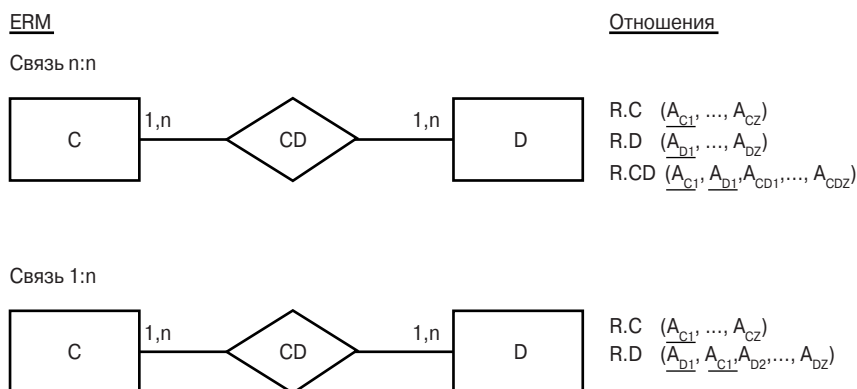 ERM Отношения
Связь n:n
C 1,n CD 1,n D
R.C (A_C1, ..., A_CZ)
R.D (A_D1, ..., A_DZ)
R.CD (A_C1, A_D1,A_CD1,..., A_CDZ)
Связь 1:n
C 1,n CD 1,n D
R.C (A_C1, ..., A_CZ)
R.D (A_D1, A_C1,A_D2,..., A_DZ)